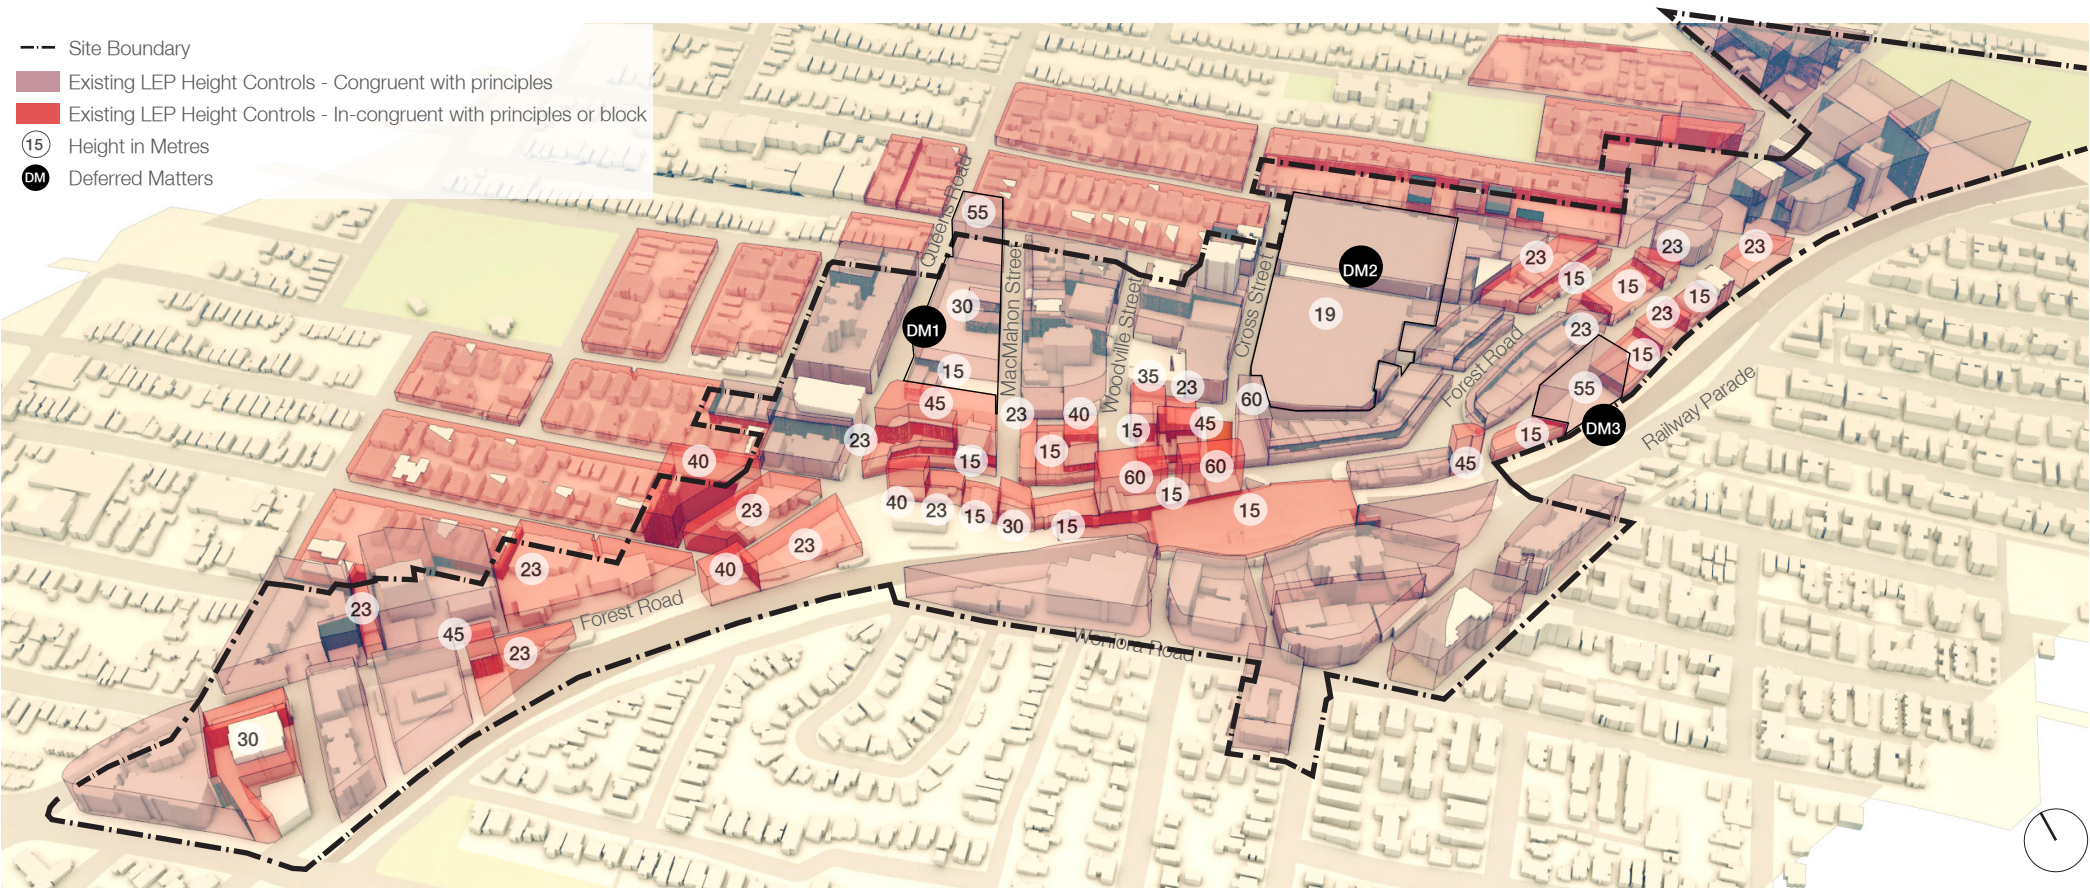 Site Boundary
Existing LEP Height Controls - Congruent with principles
Existing LEP Height Controls - In-congruent with principles or block
15 Height in Metres
DM Deferred Matters
Queens Road
55
MacMahon Street
Woodville Street
Cross Street
DM2
23
23
23
15
15
15
30
DM1
19
23
23
Forest Road
15
15
35
23
55
Railway Parade
45
23
40
60
45
15
DM3
15
23
15
40
15
60
60
45
15
40
23
15
30
15
15
23
23
40
23
Forest Road
23
45
23
Woniora Road
30